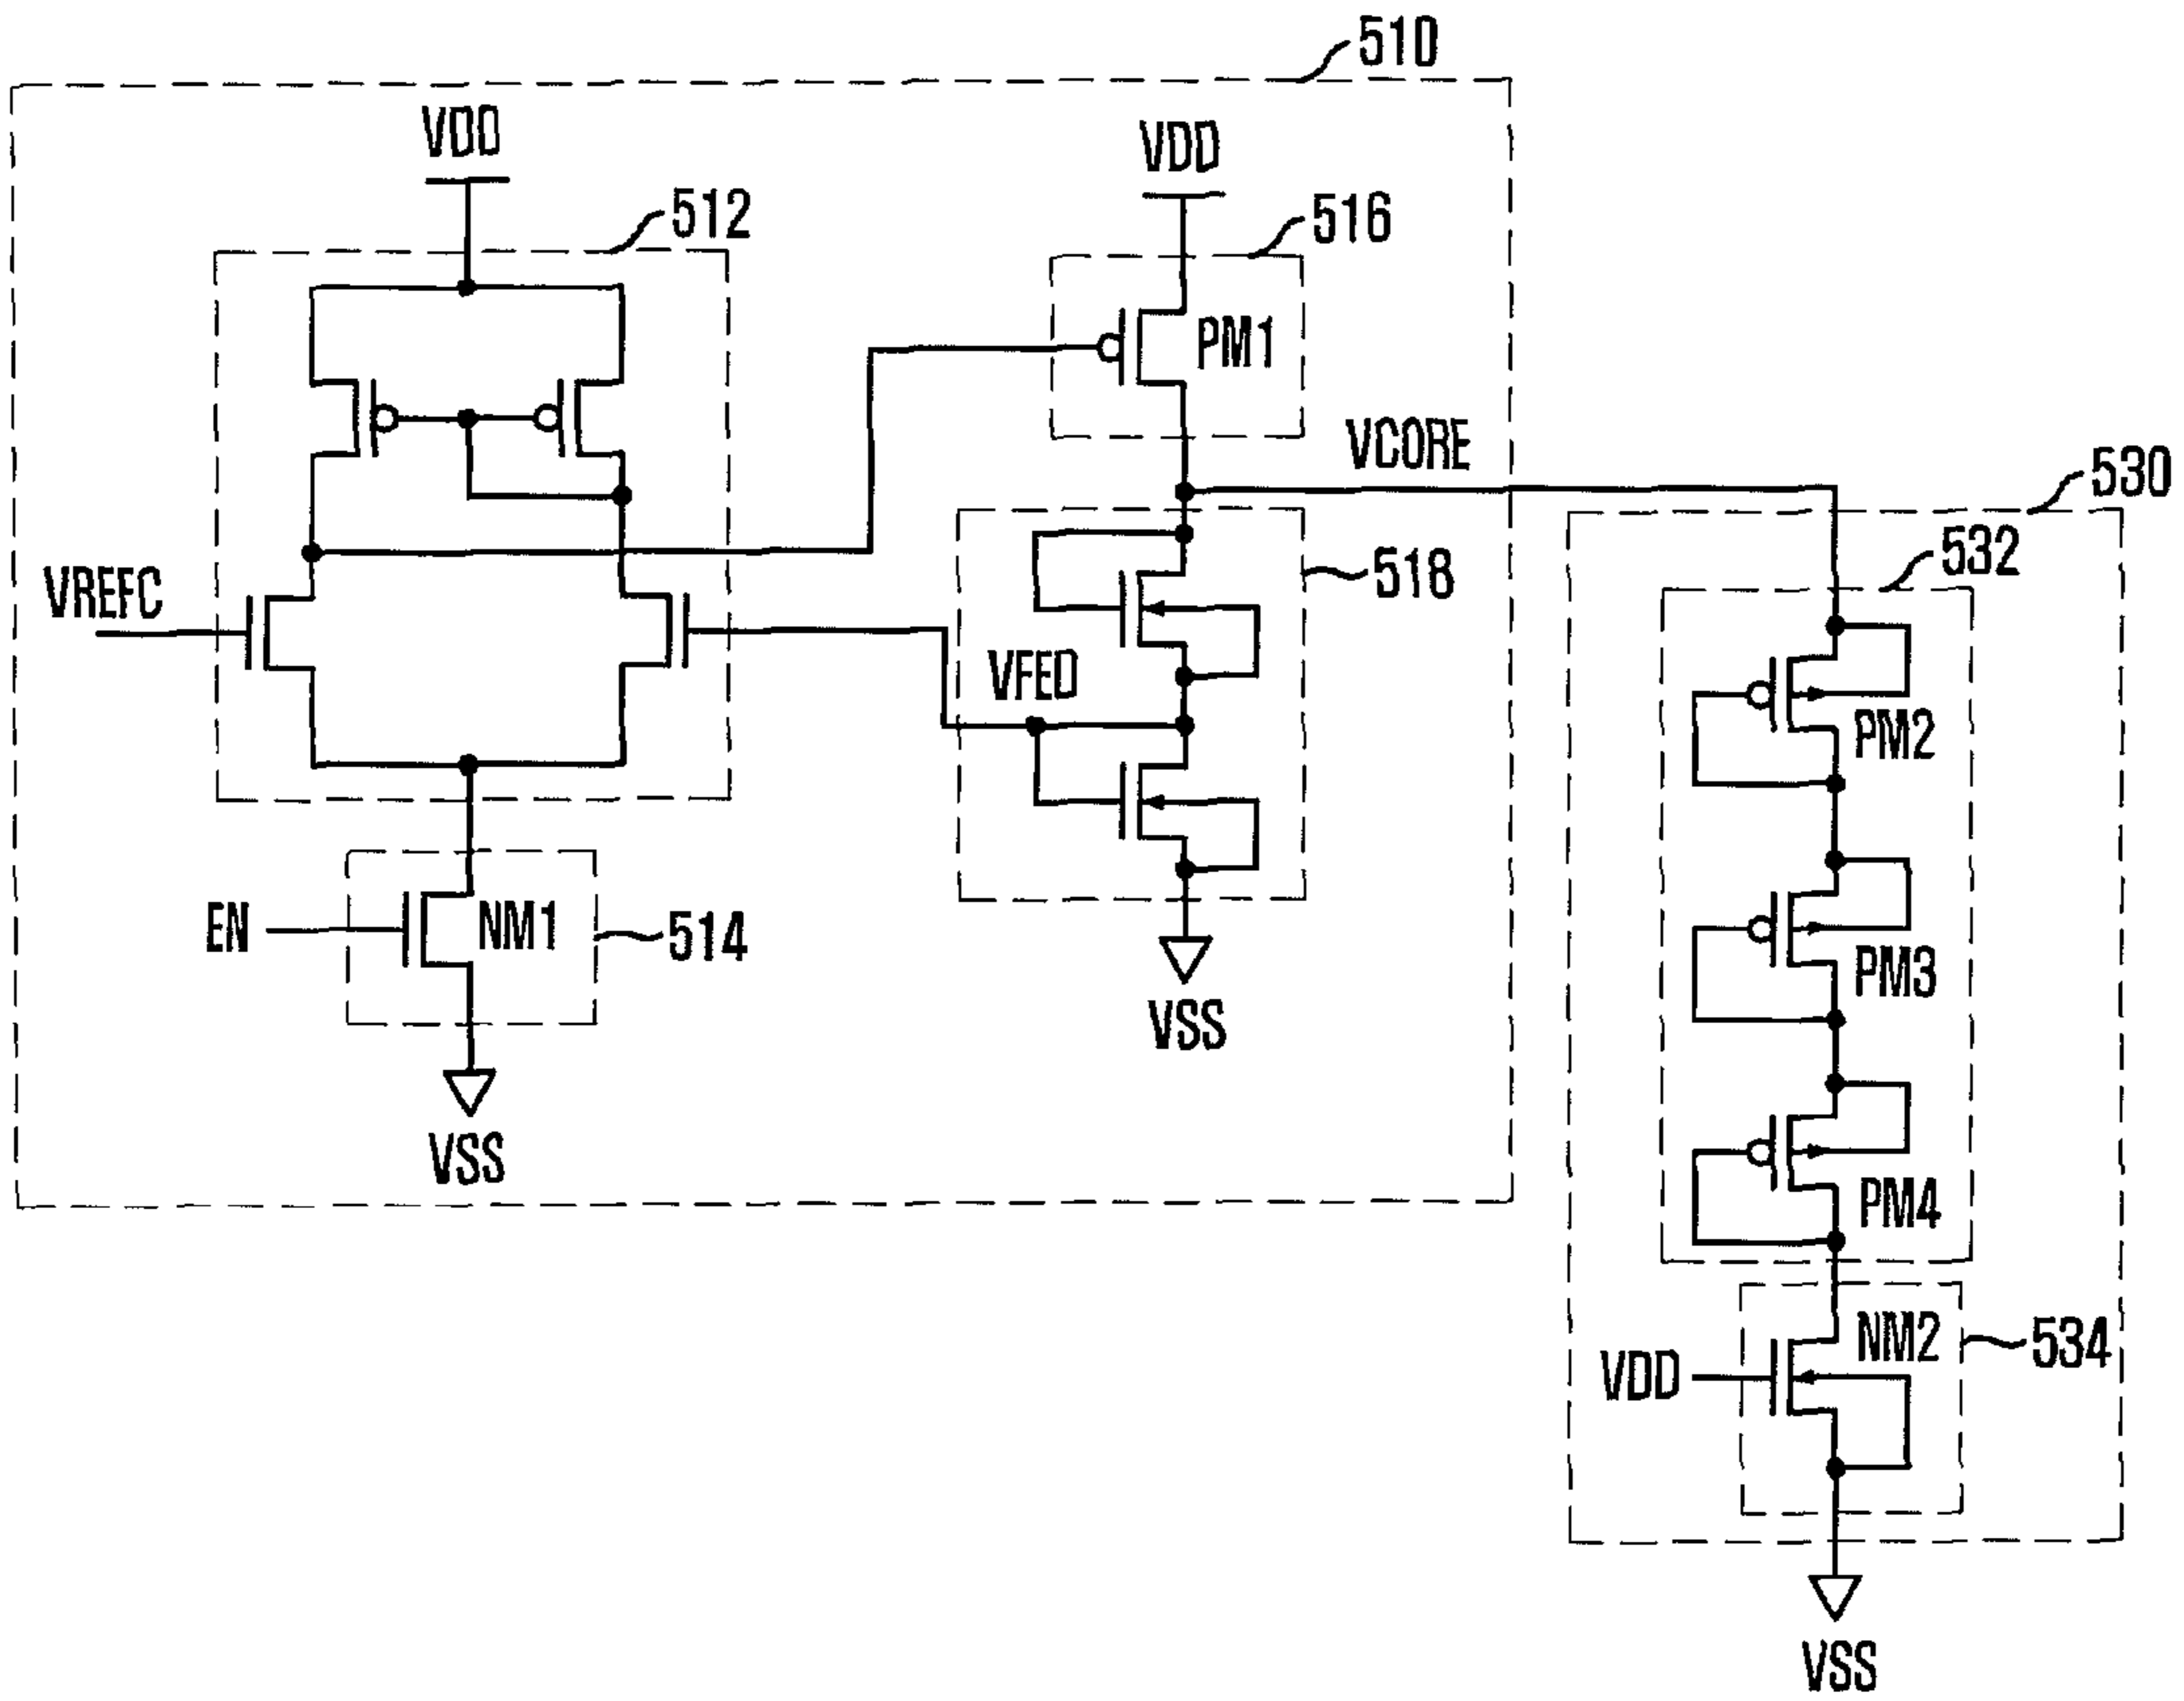 510
VDD
VDD
512
516
PM1
VCORE
530
532
518
VREFC
VFED
PM2
EN
NM1
514
PM3
VSS
VSS
PM4
NM2
534
VDD
VSS